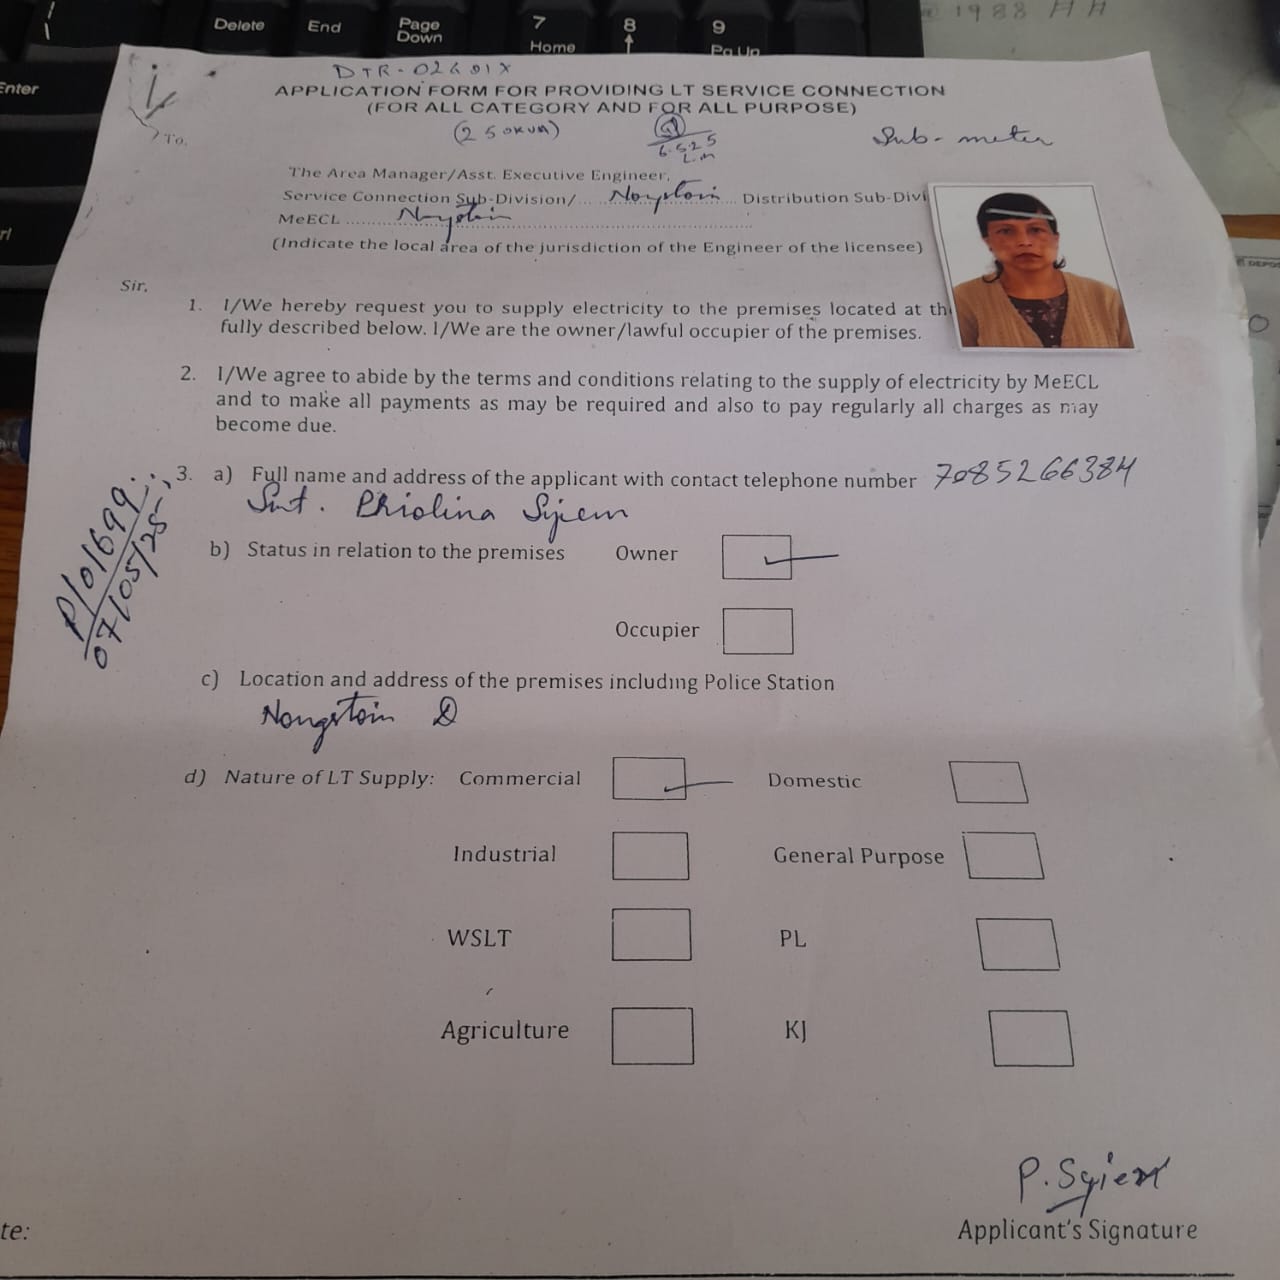 Delete End Page Down 7 Home 8 9 Pg Up
Enter
1988 AA
DTR-02601X
APPLICATION FORM FOR PROVIDING LT SERVICE CONNECTION
(FOR ALL CATEGORY AND FOR ALL PURPOSE)
(250KVA)
6.5.25
Sub-meter
To,
The Area Manager/Asst. Executive Engineer,
Service Connection Sub-Division/... Nongstoin ... Distribution Sub-Divi
MeECL ... Nongstoin ...
(Indicate the local area of the jurisdiction of the Engineer of the licensee)
Sir,
1. I/We hereby request you to supply electricity to the premises located at th
fully described below. I/We are the owner/lawful occupier of the premises.
2. I/We agree to abide by the terms and conditions relating to the supply of electricity by MeECL
and to make all payments as may be required and also to pay regularly all charges as may
become due.
3. a) Full name and address of the applicant with contact telephone number 7085266384
Smt. Phiolina Syiem
P/01699
07/05/25
b) Status in relation to the premises Owner
Occupier
c) Location and address of the premises including Police Station
Nongstoin
d) Nature of LT Supply: Commercial Domestic
Industrial General Purpose
WSLT PL
Agriculture KJ
P. Syiem
Applicant's Signature
te: